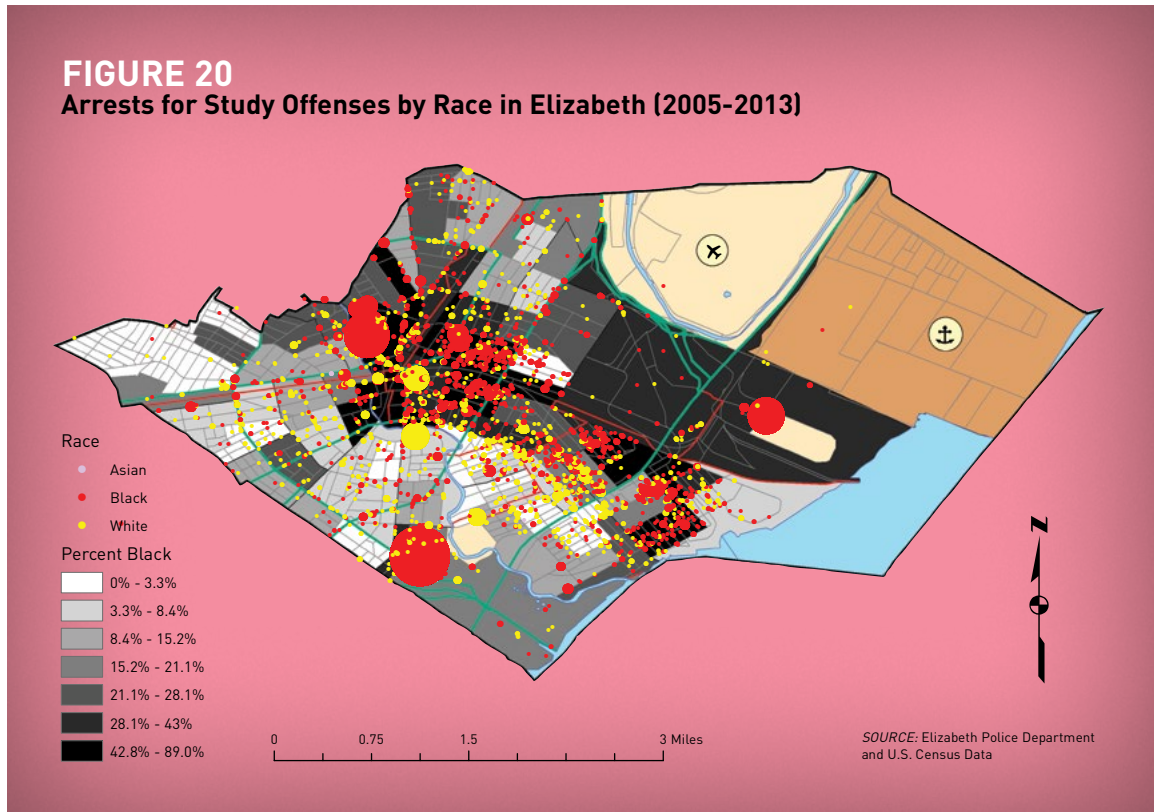 FIGURE 20
Arrests for Study Offenses by Race in Elizabeth (2005-2013)
Race
Asian
Black
White
Percent Black
0% - 3.3%
3.3% - 8.4%
8.4% - 15.2%
15.2% - 21.1%
21.1% - 28.1%
28.1% - 43%
42.8% - 89.0%
0 0.75 1.5 3 Miles
N
SOURCE: Elizabeth Police Department
and U.S. Census Data